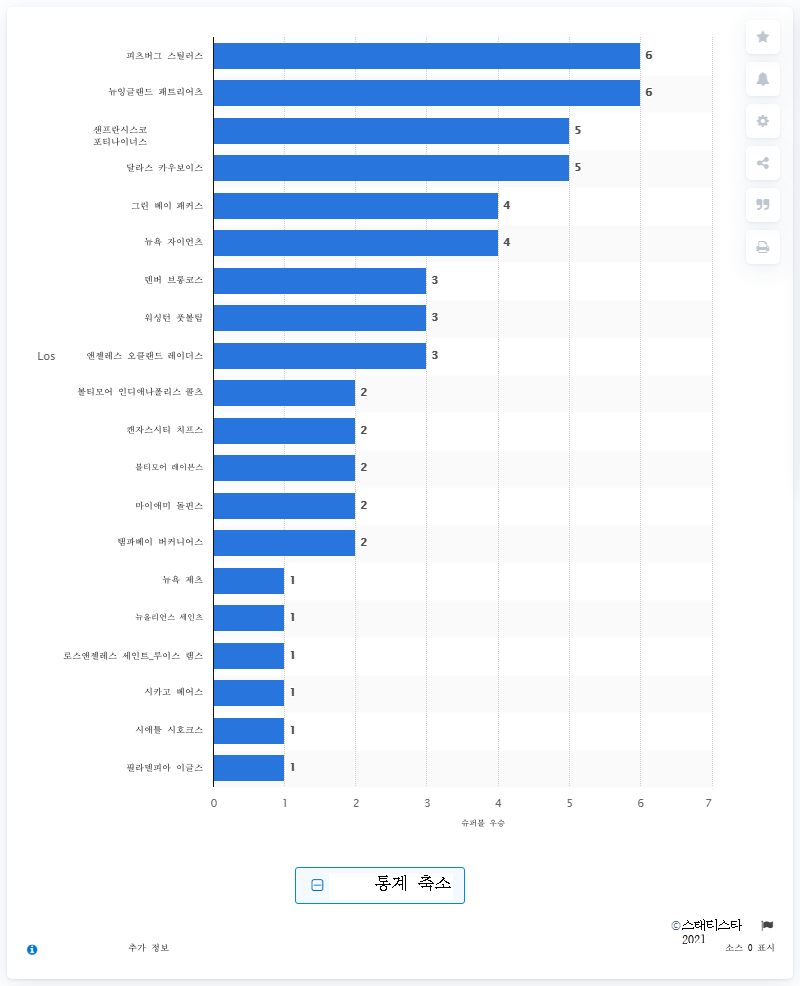 피츠버그 스틸러스 6
뉴잉글랜드 패트리어츠 6
샌프란시스코
포티나이너스 5
달라스 카우보이스 5
그린 베이 패커스 4
뉴욕 자이언츠 4
덴버 브롱코스 3
워싱턴 풋볼팀 3
Los 엔젤레스 오클랜드 레이더스 3
볼티모어 인디애나폴리스 콜츠 2
캔자스시티 치프스 2
볼티모어 레이븐스 2
마이애미 돌핀스 2
탬파베이 버커니어스 2
뉴욕 제츠 1
뉴올리언스 세인츠 1
로스앤젤레스 세인트_루이스 램스 1
시카고 베어스 1
시애틀 시호크스 1
필라델피아 이글스 1
0 1 2 3 4 5 6 7
슈퍼볼 우승
통계 축소
©스태티스타
2021
추가 정보 소스 0 표시